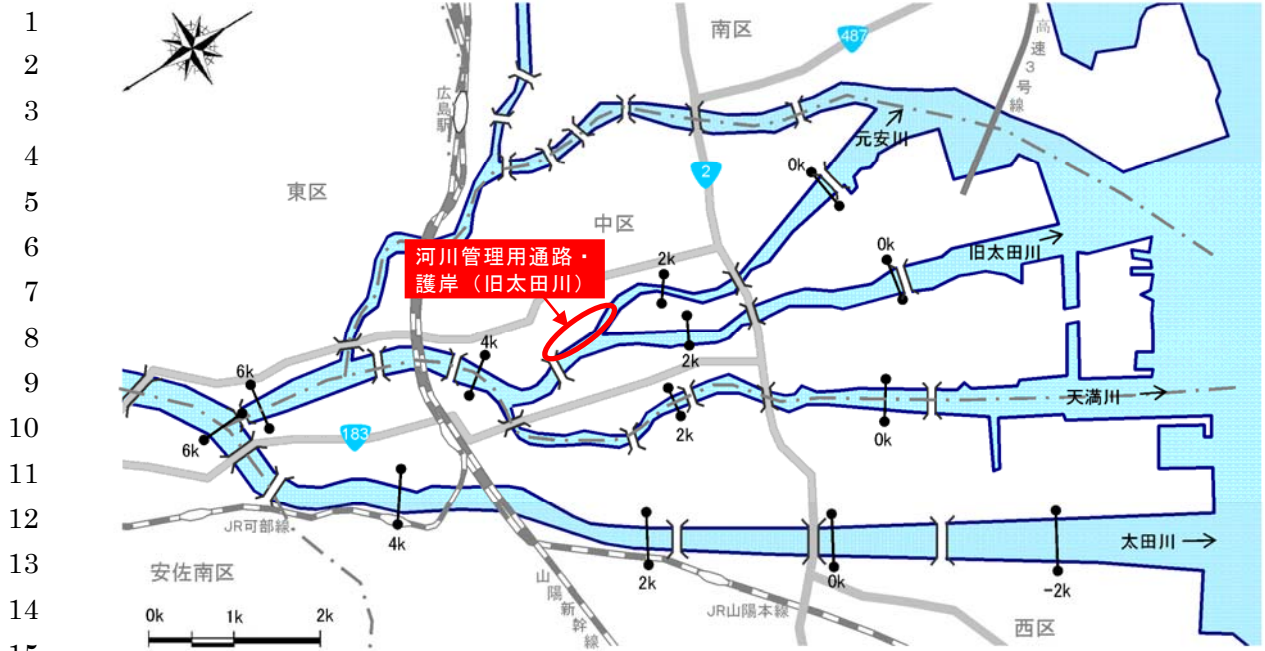 1
2
3
4
5
6
7
8
9
10
11
12
13
14
15
南区
487
高速3号線
広島駅
元安川
2
0k
東区
中区
旧太田川
0k
河川管理用通路・
護岸（旧太田川）
2k
2k
4k
6k
6k
天満川
2k
0k
183
JR可部線
4k
太田川
2k
0k
-2k
安佐南区
山陽新幹線
JR山陽本線
西区
0k 1k 2k